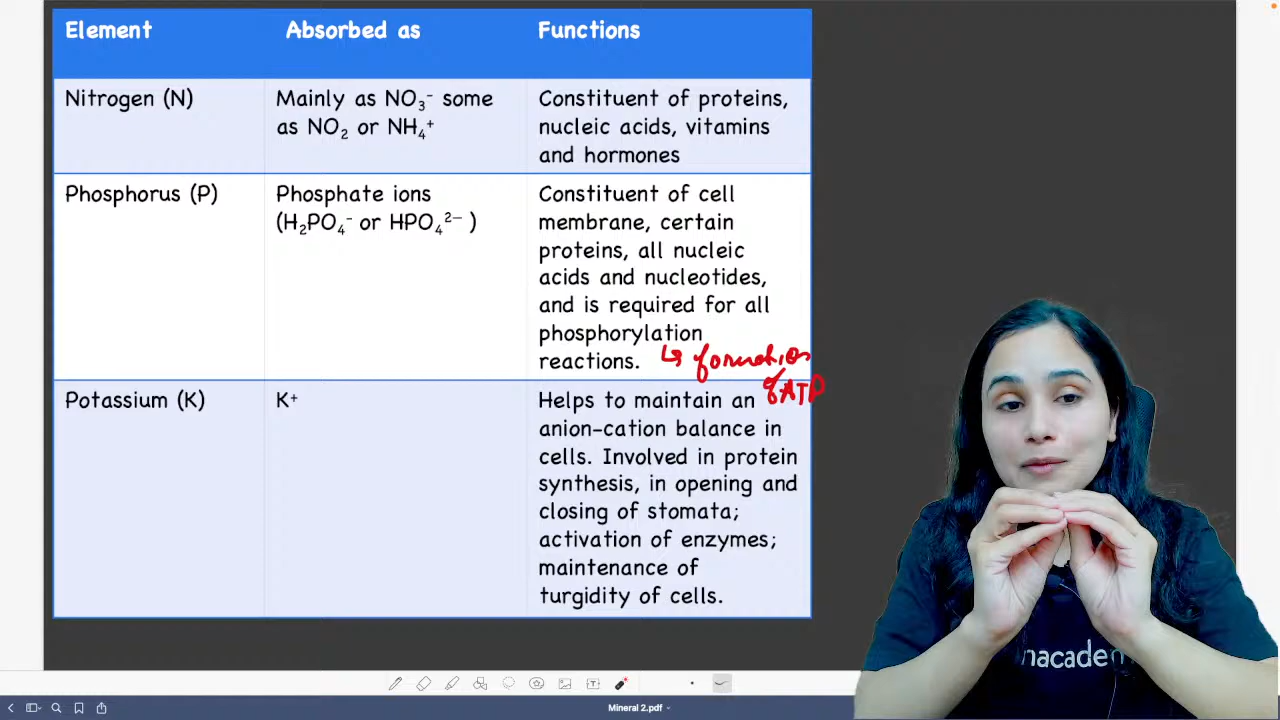 Element Absorbed as Functions
Nitrogen (N) Mainly as NO₃⁻ some Constituent of proteins,
as NO₂ or NH₄⁺ nucleic acids, vitamins
and hormones
Phosphorus (P) Phosphate ions Constituent of cell
(H₂PO₄⁻ or HPO₄²⁻ ) membrane, certain
proteins, all nucleic
acids and nucleotides,
and is required for all
phosphorylation
reactions. ↳ formation
of ATP
Potassium (K) K⁺ Helps to maintain an
anion-cation balance in
cells. Involved in protein
synthesis, in opening and
closing of stomata;
activation of enzymes;
maintenance of
turgidity of cells.
nacadem
Mineral 2.pdf